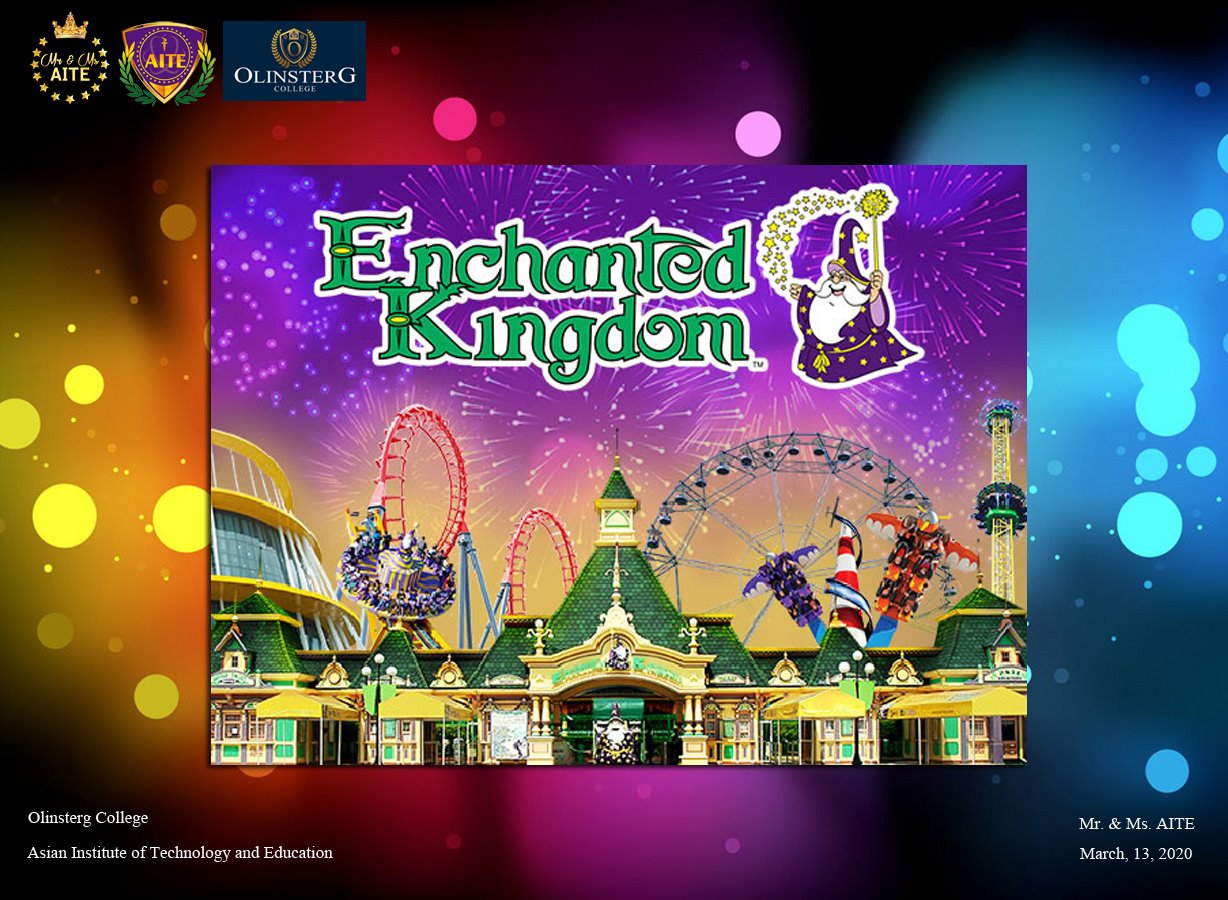 Mr & Ms
AITE
AITE
OLINSTERG
COLLEGE
Enchanted
Kingdom
TM
Olinsterg College
Asian Institute of Technology and Education
Mr. & Ms. AITE
March, 13, 2020